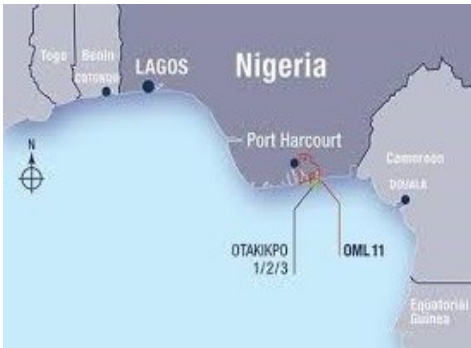 Togo
Benin
COTONOU
LAGOS
Nigeria
Port Harcourt
Cameroon
DOUALA
N
OTAKIKPO
1/2/3
OML 11
Equatorial
Guinea